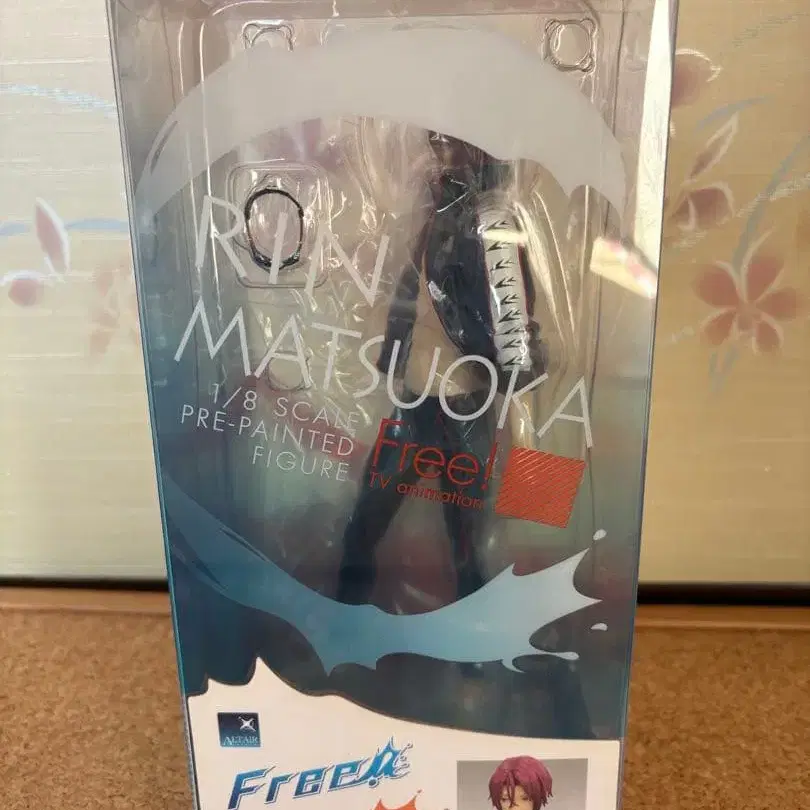 RIN
MATSUOKA
1/8 SCALE
PRE-PAINTED
FIGURE
Free!
TV animation
ALTAIR
Free!